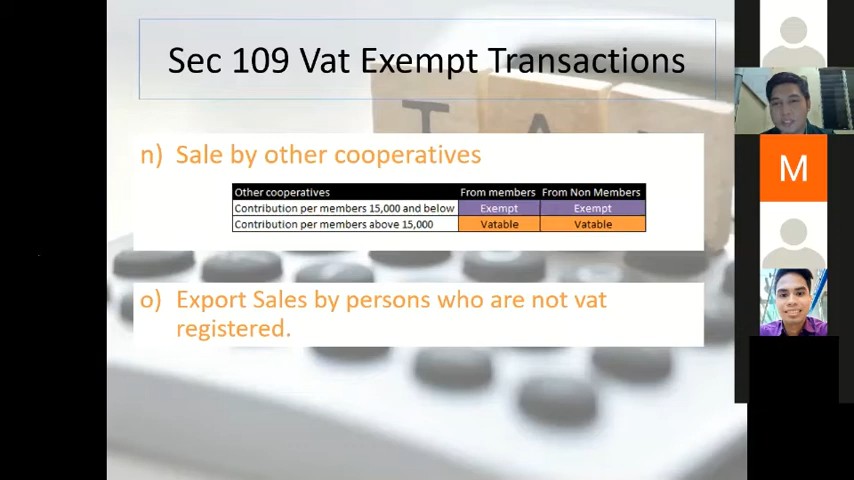 Sec 109 Vat Exempt Transactions
T A
n) Sale by other cooperatives
Other cooperatives From members From Non Members
Contribution per members 15,000 and below Exempt Exempt
Contribution per members above 15,000 Vatable Vatable
o) Export Sales by persons who are not vat
registered.
M